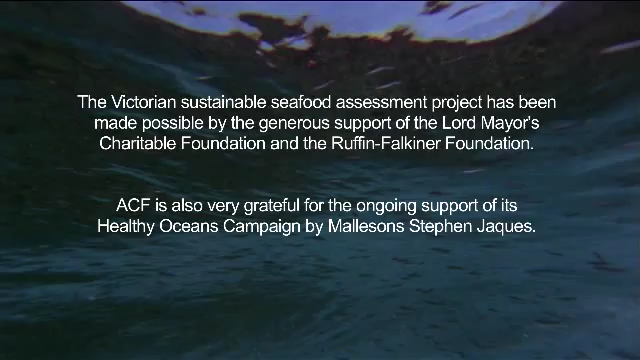 The Victorian sustainable seafood assessment project has been
made possible by the generous support of the Lord Mayor's
Charitable Foundation and the Ruffin-Falkiner Foundation.
ACF is also very grateful for the ongoing support of its
Healthy Oceans Campaign by Mallesons Stephen Jaques.